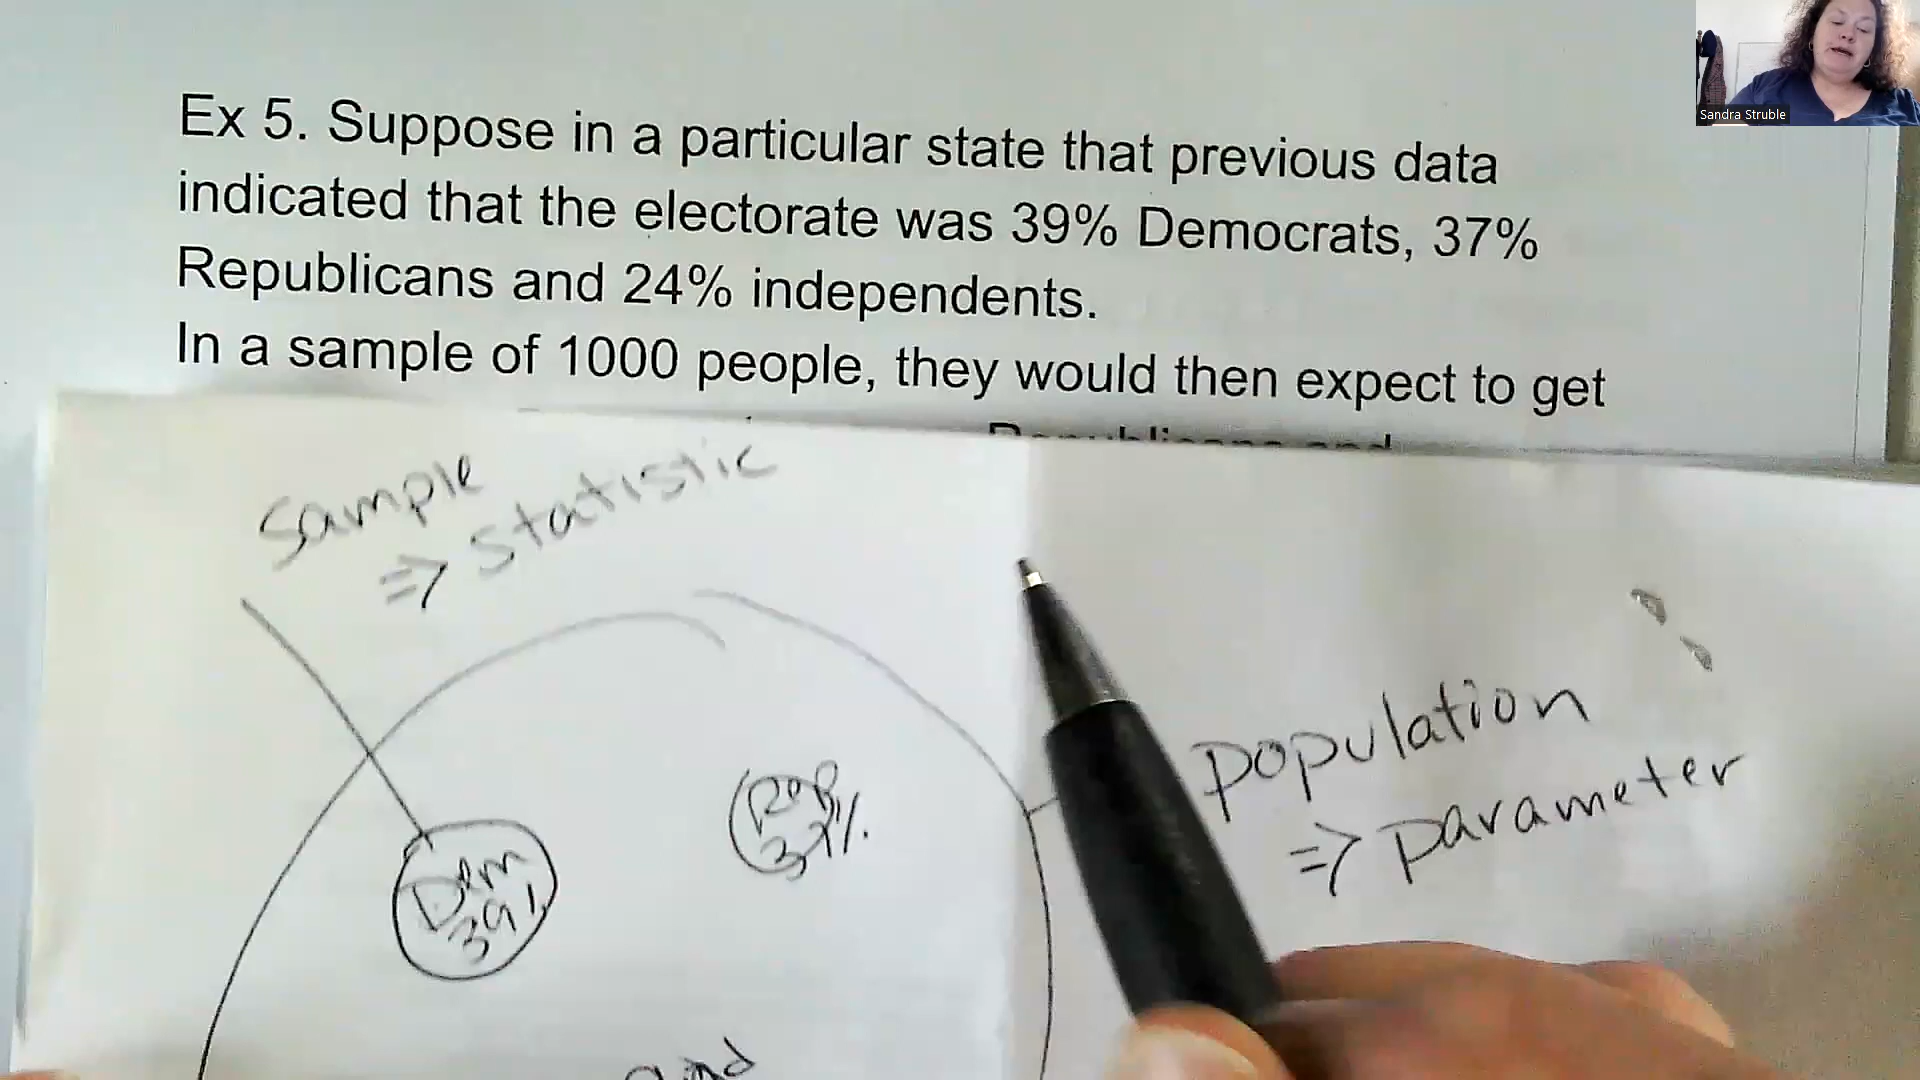 Sandra Struble
Ex 5. Suppose in a particular state that previous data
indicated that the electorate was 39% Democrats, 37%
Republicans and 24% independents.
In a sample of 1000 people, they would then expect to get
Republicans and
Sample
=> statistic
population
=> parameter
Rep
37%
Dem
39%